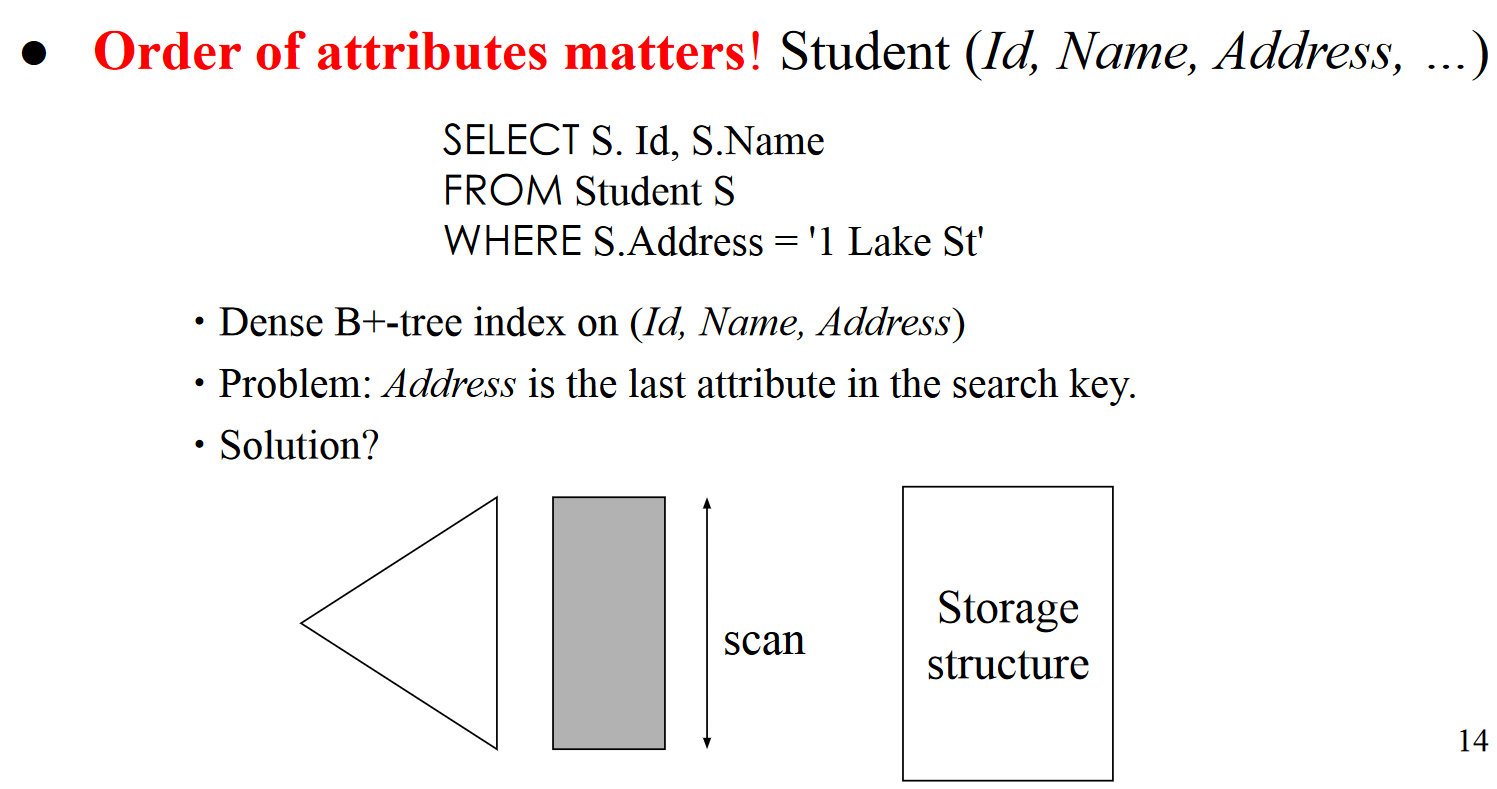 ● Order of attributes matters! Student (Id, Name, Address, …)
SELECT S. Id, S.Name
FROM Student S
WHERE S.Address = '1 Lake St'
• Dense B+-tree index on (Id, Name, Address)
• Problem: Address is the last attribute in the search key.
• Solution?
scan
Storage
structure
14